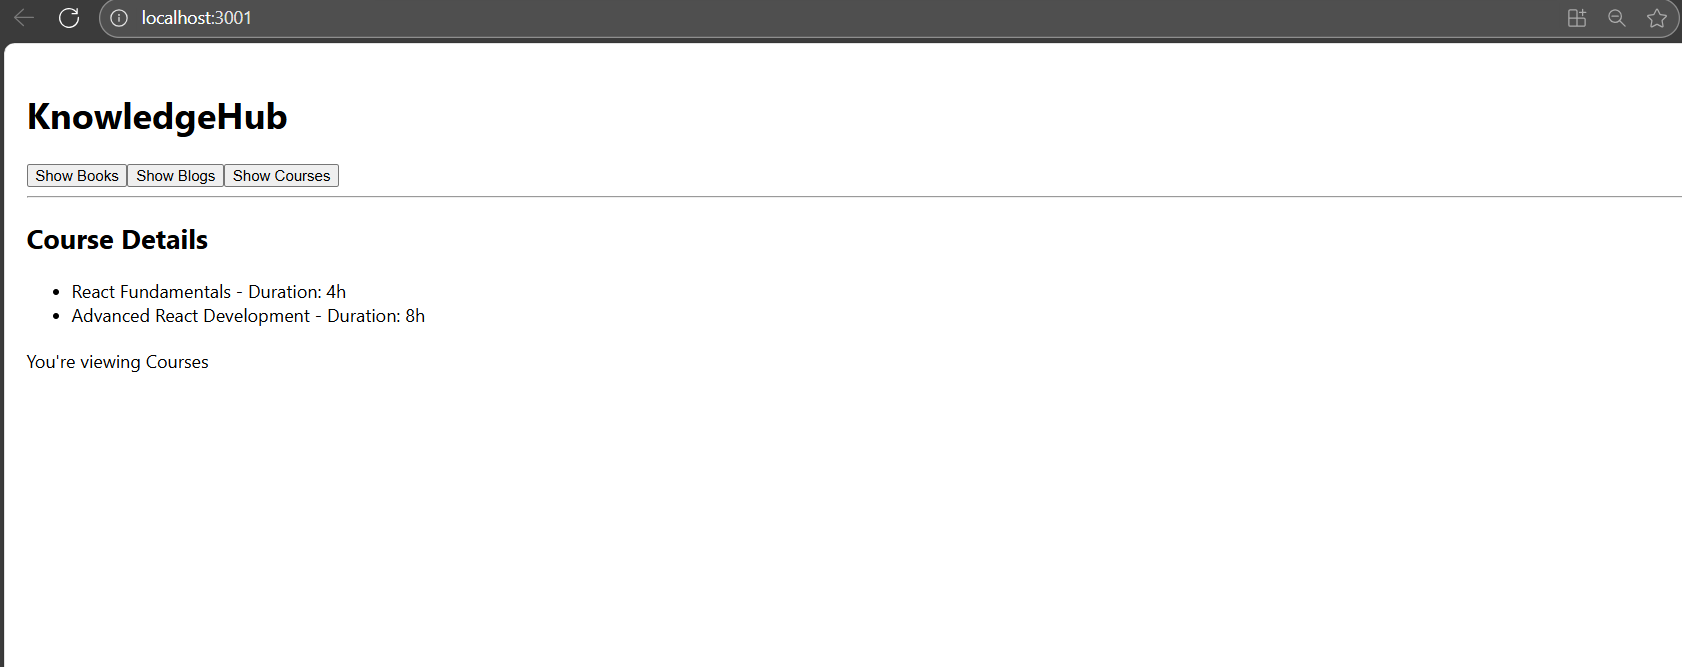 localhost:3001
KnowledgeHub
Show Books Show Blogs Show Courses
Course Details
React Fundamentals - Duration: 4h
Advanced React Development - Duration: 8h
You're viewing Courses